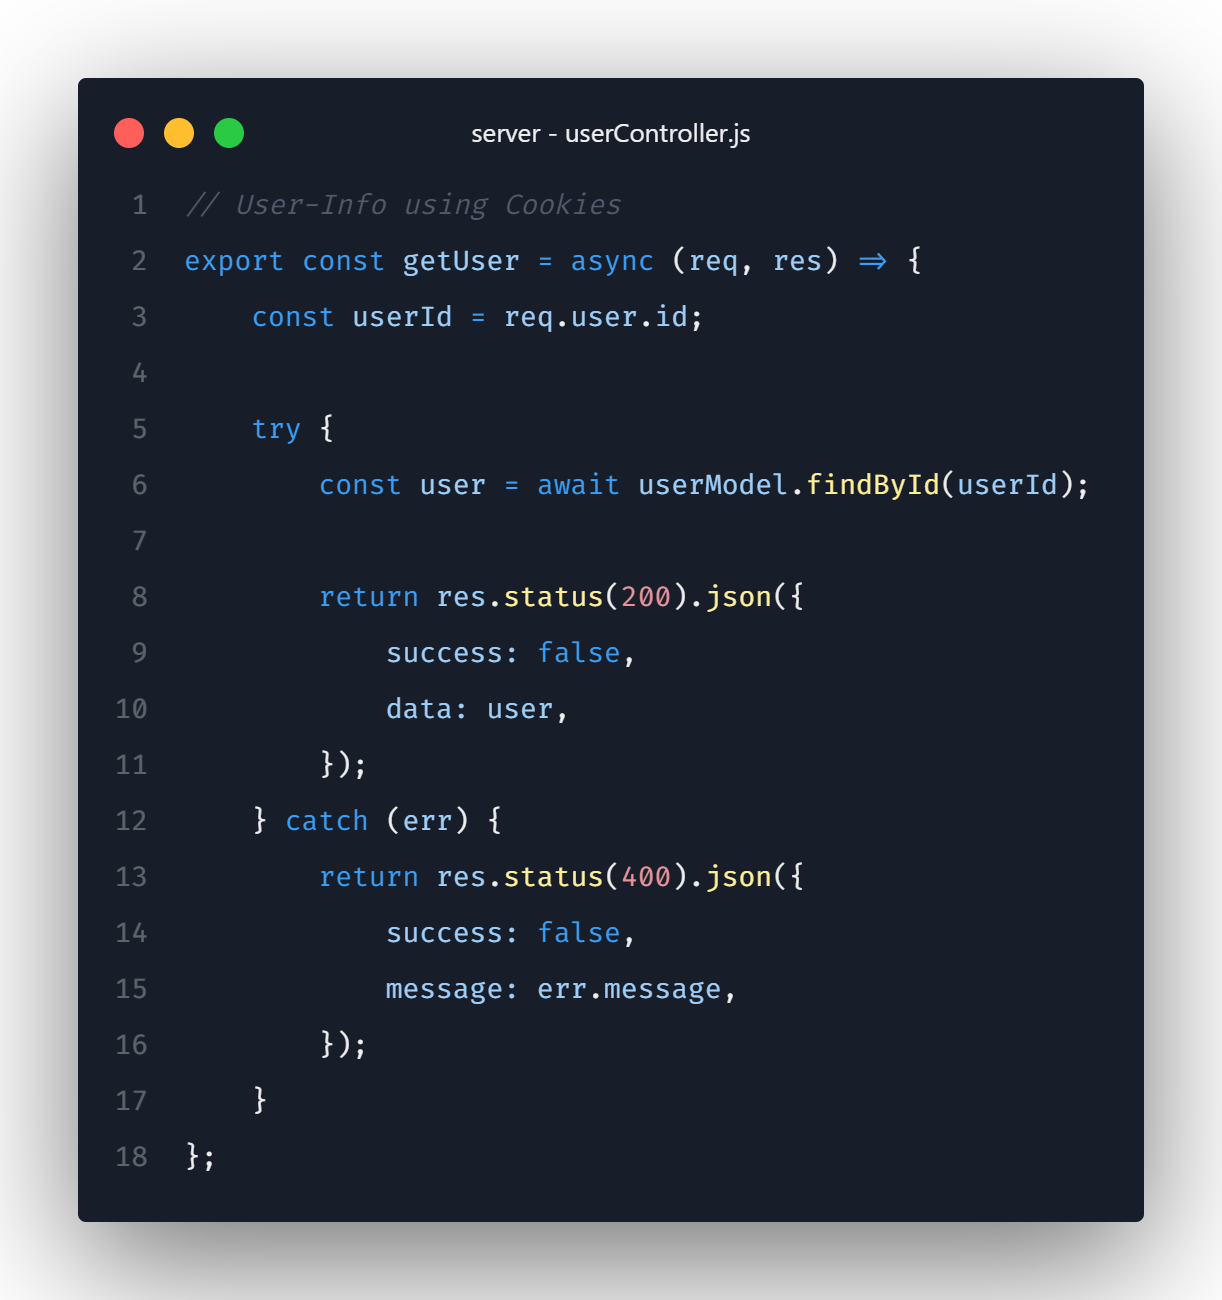 server - userController.js
1 // User-Info using Cookies
2 export const getUser = async (req, res) => {
3     const userId = req.user.id;
4
5     try {
6         const user = await userModel.findById(userId);
7
8         return res.status(200).json({
9             success: false,
10             data: user,
11         });
12     } catch (err) {
13         return res.status(400).json({
14             success: false,
15             message: err.message,
16         });
17     }
18 };